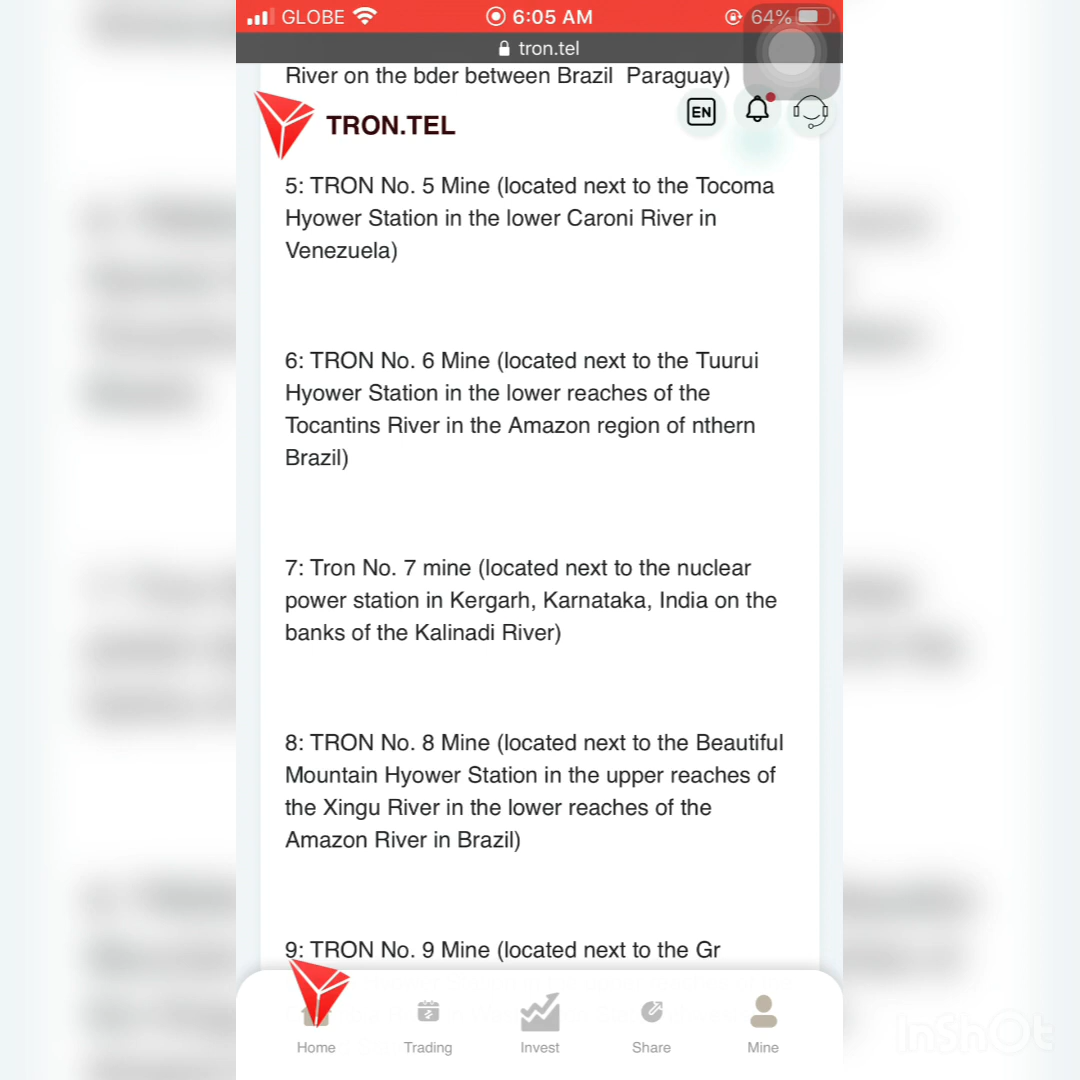 GLOBE 6:05 AM 64%
tron.tel
River on the bder between Brazil Paraguay)
TRON.TEL
EN
5: TRON No. 5 Mine (located next to the Tocoma
Hyower Station in the lower Caroni River in
Venezuela)
6: TRON No. 6 Mine (located next to the Tuurui
Hyower Station in the lower reaches of the
Tocantins River in the Amazon region of nthern
Brazil)
7: Tron No. 7 mine (located next to the nuclear
power station in Kergarh, Karnataka, India on the
banks of the Kalinadi River)
8: TRON No. 8 Mine (located next to the Beautiful
Mountain Hyower Station in the upper reaches of
the Xingu River in the lower reaches of the
Amazon River in Brazil)
9: TRON No. 9 Mine (located next to the Gr
Home Trading Invest Share Mine
InShOt